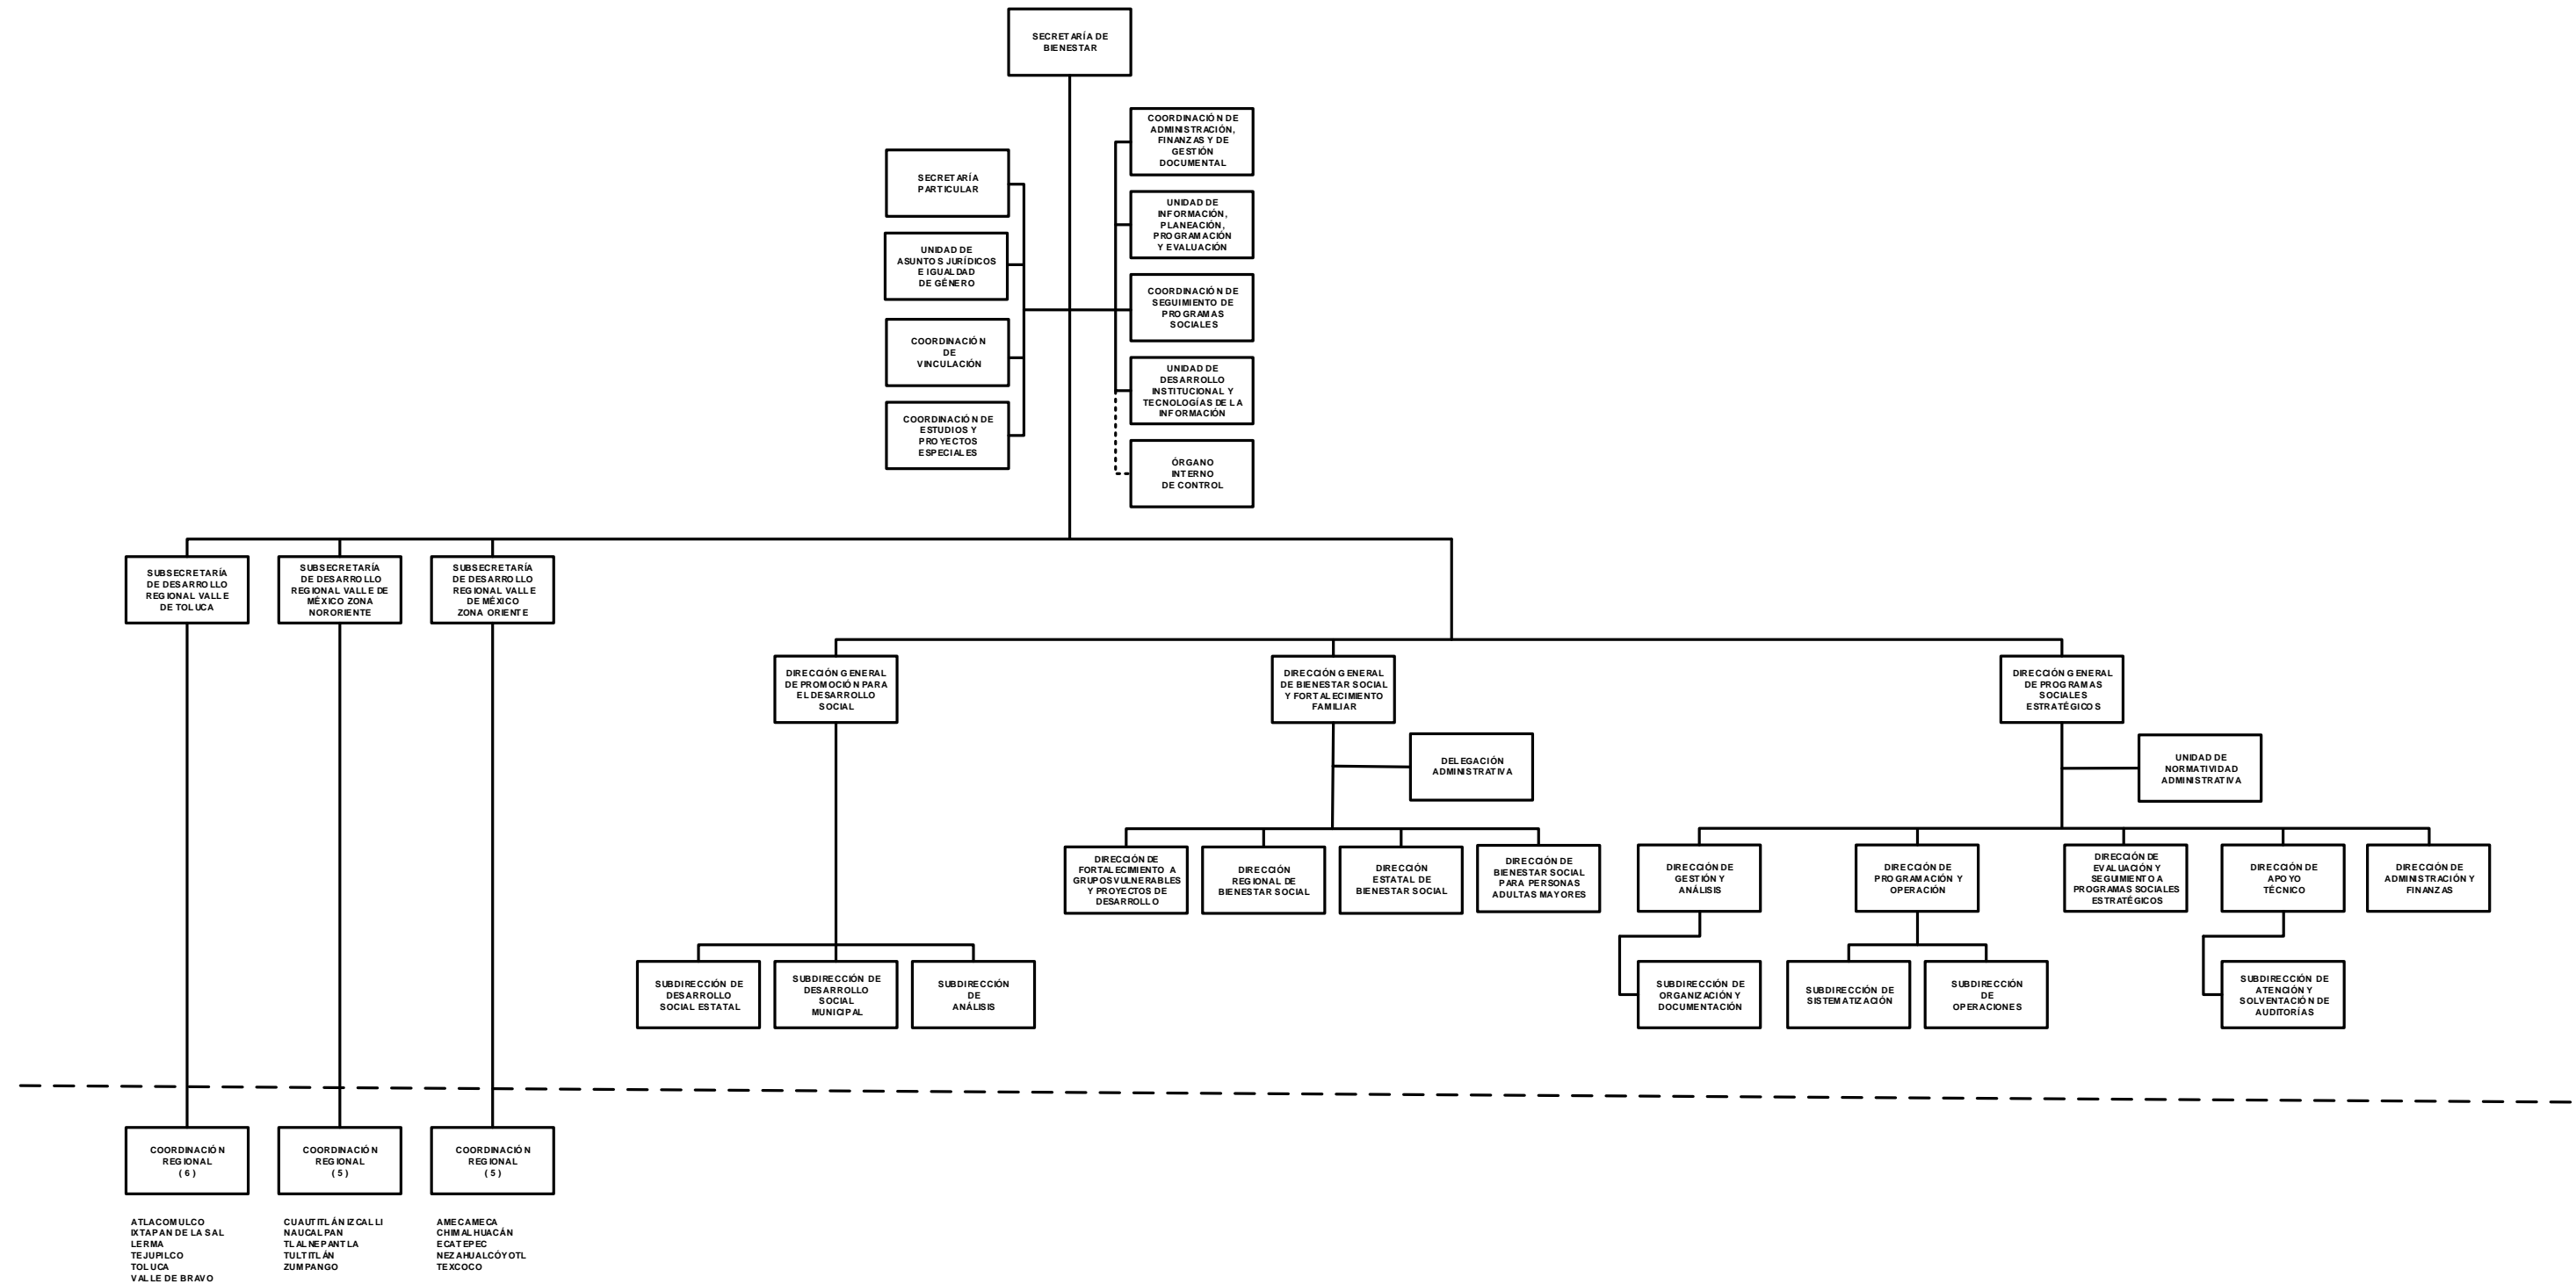 SECRETARÍA DE
BIENESTAR
COORDINACIÓN DE
ADMINISTRACIÓN,
FINANZAS Y DE
GESTIÓN
DOCUMENTAL
SECRETARÍA
PARTICULAR
UNIDAD DE
INFORMACIÓN,
PLANEACIÓN,
PROGRAMACIÓN
Y EVALUACIÓN
UNIDAD DE
ASUNTOS JURÍDICOS
E IGUALDAD
DE GÉNERO
COORDINACIÓN DE
SEGUIMIENTO DE
PROGRAMAS
SOCIALES
COORDINACIÓN
DE
VINCULACIÓN
UNIDAD DE
DESARROLLO
INSTITUCIONAL Y
TECNOLOGÍAS DE LA
INFORMACIÓN
COORDINACIÓN DE
ESTUDIOS Y
PROYECTOS
ESPECIALES
ÓRGANO
INTERNO
DE CONTROL
SUBSECRETARÍA
DE DESARROLLO
REGIONAL VALLE
DE TOLUCA
SUBSECRETARÍA
DE DESARROLLO
REGIONAL VALLE DE
MÉXICO ZONA
NORORIENTE
SUBSECRETARÍA
DE DESARROLLO
REGIONAL VALLE
DE MÉXICO
ZONA ORIENTE
DIRECCIÓN GENERAL
DE PROMOCIÓN PARA
EL DESARROLLO
SOCIAL
DIRECCIÓN GENERAL
DE BIENESTAR SOCIAL
Y FORTALECIMIENTO
FAMILIAR
DIRECCIÓN GENERAL
DE PROGRAMAS
SOCIALES
ESTRATÉGICOS
DELEGACIÓN
ADMINISTRATIVA
UNIDAD DE
NORMATIVIDAD
ADMINISTRATIVA
DIRECCIÓN DE
FORTALECIMIENTO A
GRUPOS VULNERABLES
Y PROYECTOS DE
DESARROLLO
DIRECCIÓN
REGIONAL DE
BIENESTAR SOCIAL
DIRECCIÓN
ESTATAL DE
BIENESTAR SOCIAL
DIRECCIÓN DE
BIENESTAR SOCIAL
PARA PERSONAS
ADULTAS MAYORES
DIRECCIÓN DE
GESTIÓN Y
ANÁLISIS
DIRECCIÓN DE
PROGRAMACIÓN Y
OPERACIÓN
DIRECCIÓN DE
EVALUACIÓN Y
SEGUIMIENTO A
PROGRAMAS SOCIALES
ESTRATÉGICOS
DIRECCIÓN DE
APOYO
TÉCNICO
DIRECCIÓN DE
ADMINISTRACIÓN Y
FINANZAS
SUBDIRECCIÓN DE
DESARROLLO
SOCIAL ESTATAL
SUBDIRECCIÓN DE
DESARROLLO
SOCIAL
MUNICIPAL
SUBDIRECCIÓN
DE
ANÁLISIS
SUBDIRECCIÓN DE
ORGANIZACIÓN Y
DOCUMENTACIÓN
SUBDIRECCIÓN DE
SISTEMATIZACIÓN
SUBDIRECCIÓN
DE
OPERACIONES
SUBDIRECCIÓN DE
ATENCIÓN Y
SOLVENTACIÓN DE
AUDITORÍAS
COORDINACIÓN
REGIONAL
( 6 )
COORDINACIÓN
REGIONAL
( 5 )
COORDINACIÓN
REGIONAL
( 5 )
ATLACOMULCO
IXTAPAN DE LA SAL
LERMA
TEJUPILCO
TOLUCA
VALLE DE BRAVO
CUAUTITLÁN IZCALLI
NAUCALPAN
TLALNEPANTLA
TULTITLÁN
ZUMPANGO
AMECAMECA
CHIMALHUACÁN
ECATEPEC
NEZAHUALCÓYOTL
TEXCOCO